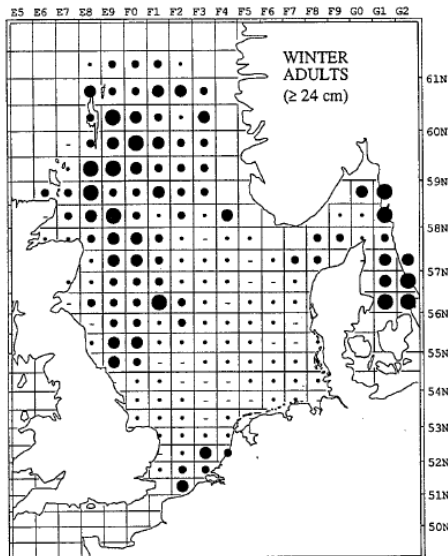 E5 E6 E7 E8 E9 F0 F1 F2 F3 F4 F5 F6 F7 F8 F9 G0 G1 G2
WINTER
ADULTS
(≥ 24 cm)
61N
60N
59N
58N
57N
56N
55N
54N
53N
52N
51N
50N